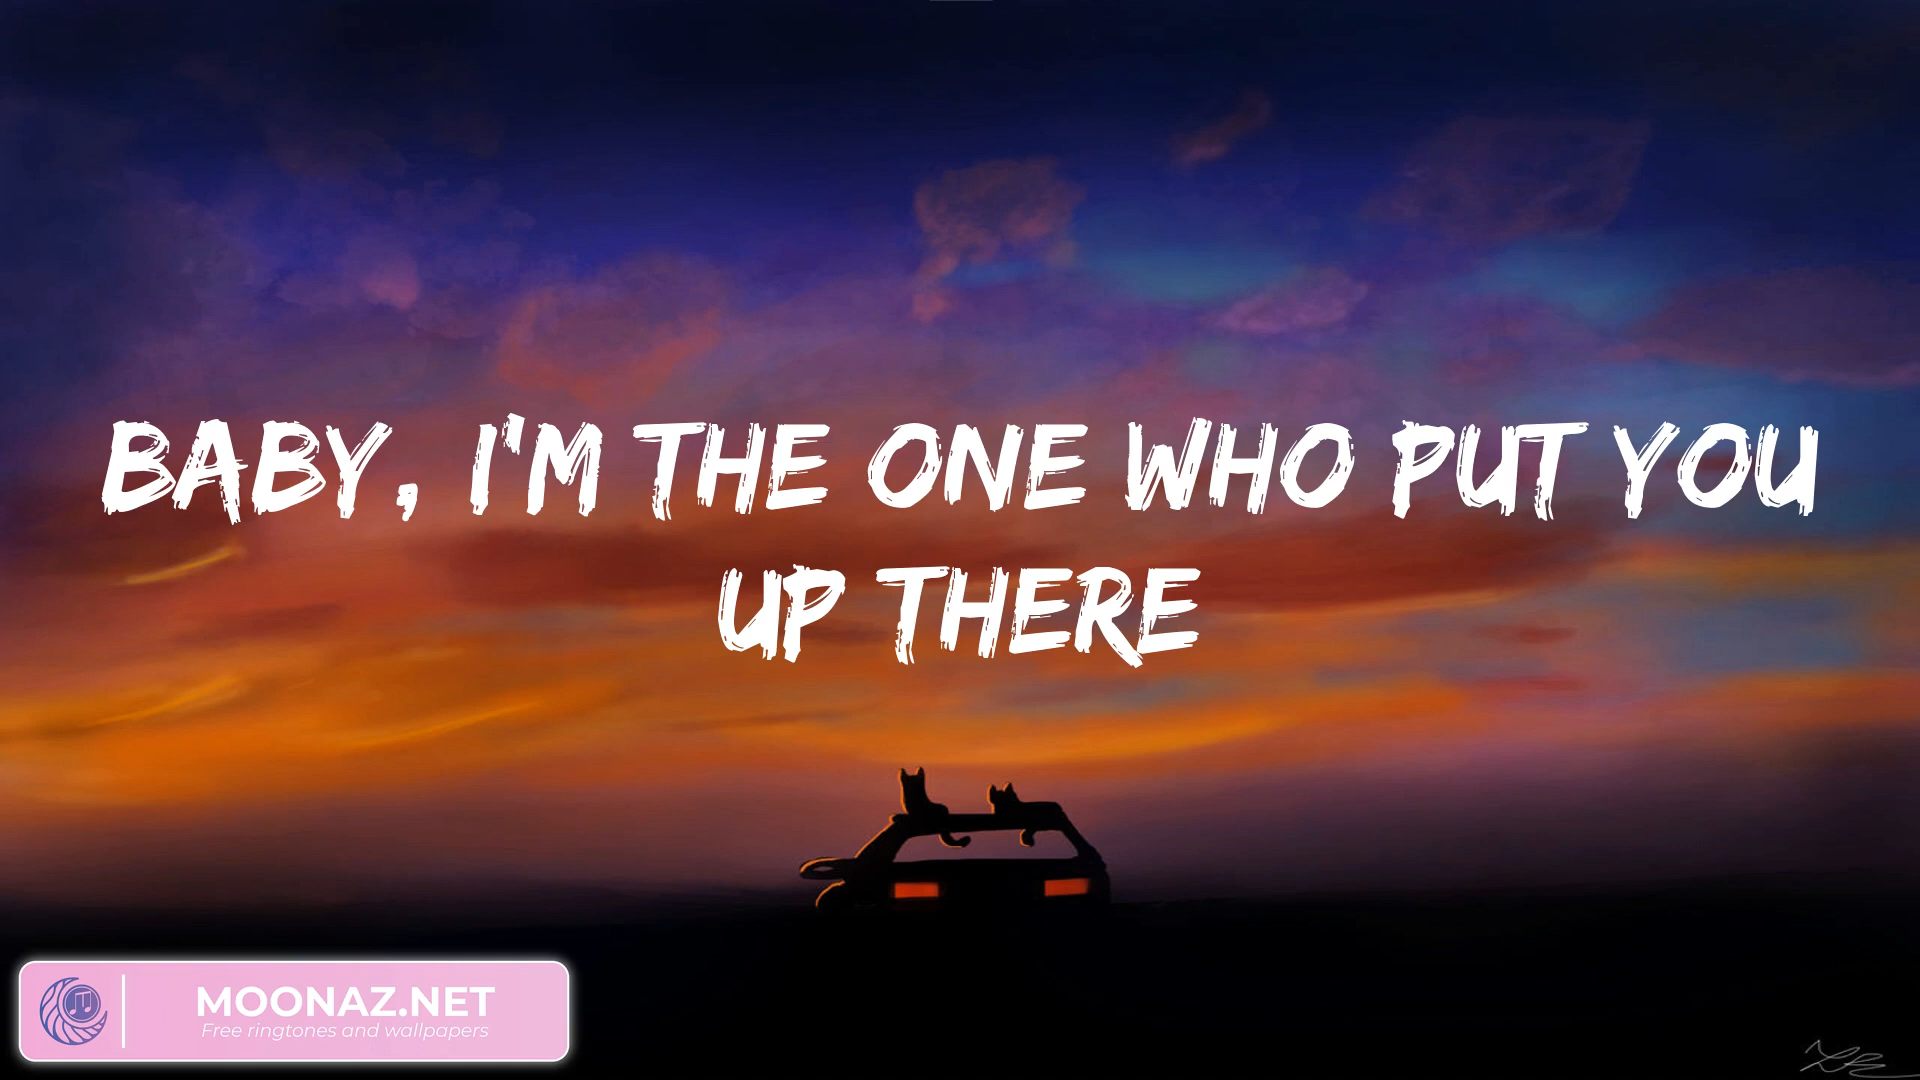 BABY, I'M THE ONE WHO PUT YOU
UP THERE
MOONAZ.NET
Free ringtones and wallpapers